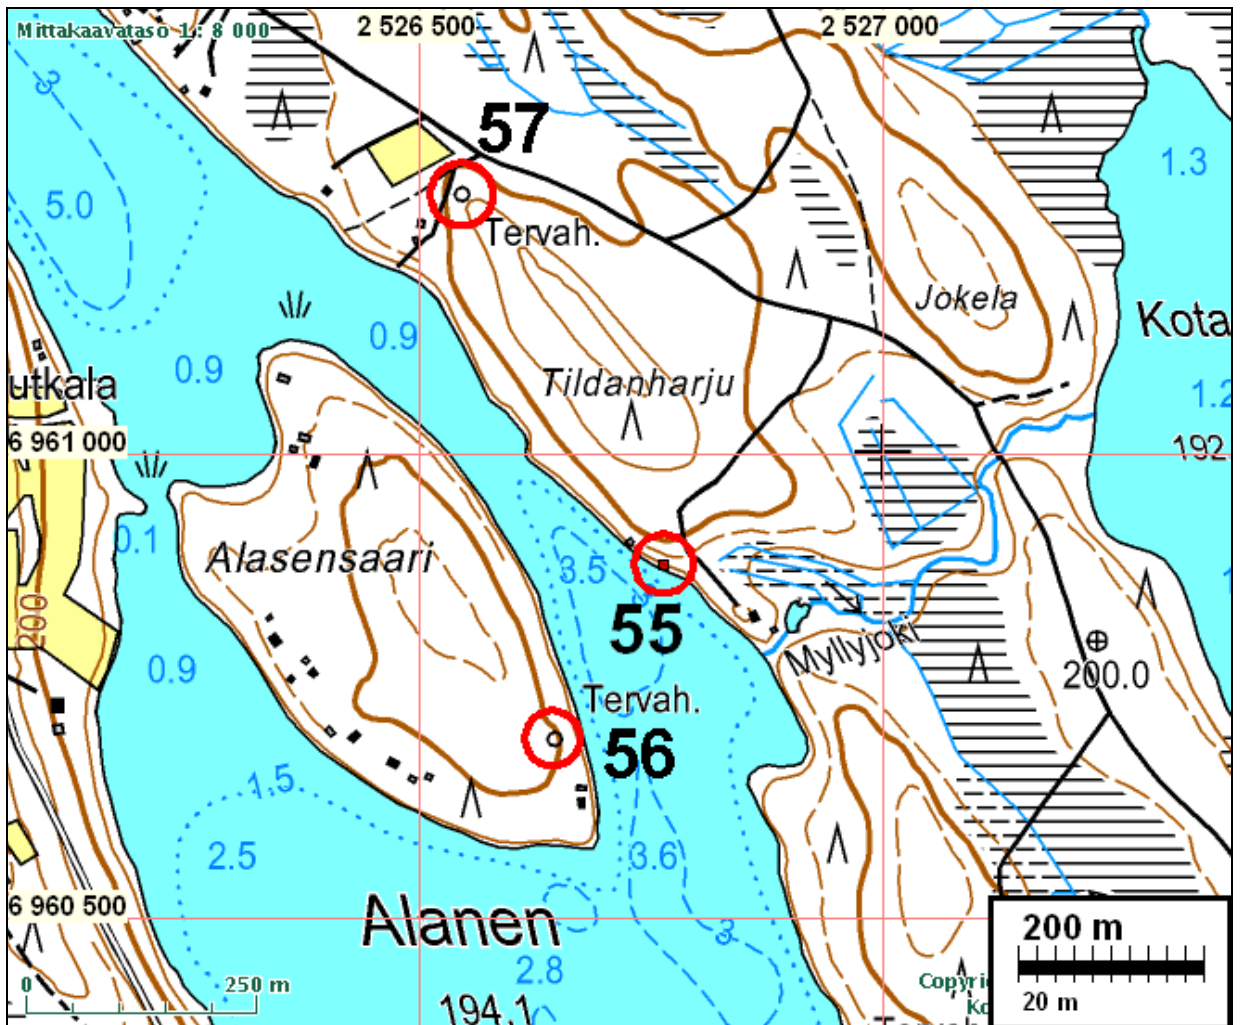 Mittakaavataso 1 : 8 000
2 526 500
2 527 000
3
57
1.3
5.0
Tervah.
Jokela
Kota
0.9
0.9
utkala
Tildanharju
1.2
6 961 000
192
0.1
Alasensaari
3.5
200
55
Myllyjoki
0.9
200.0
Tervah.
56
1,5
2.5
3.6
6 960 500
Alanen
3
200 m
2.8
0
250 m
20 m
194.1